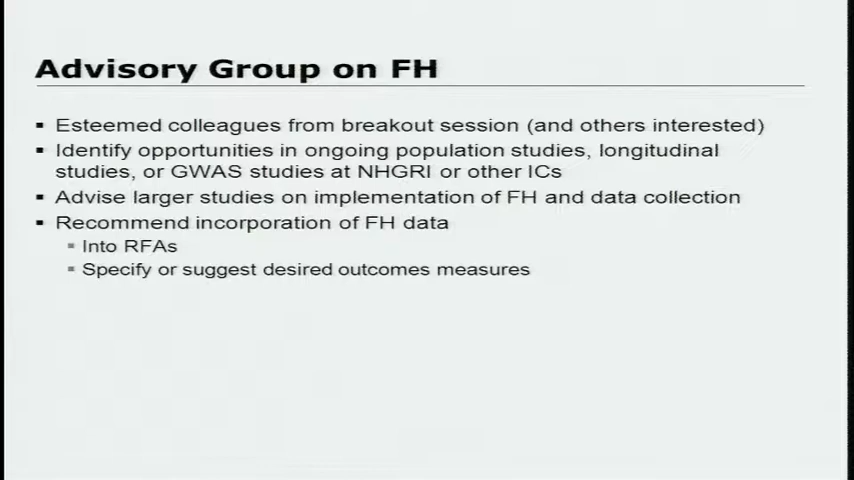 Advisory Group on FH
▪ Esteemed colleagues from breakout session (and others interested)
▪ Identify opportunities in ongoing population studies, longitudinal
studies, or GWAS studies at NHGRI or other ICs
▪ Advise larger studies on implementation of FH and data collection
▪ Recommend incorporation of FH data
▪ Into RFAs
▪ Specify or suggest desired outcomes measures